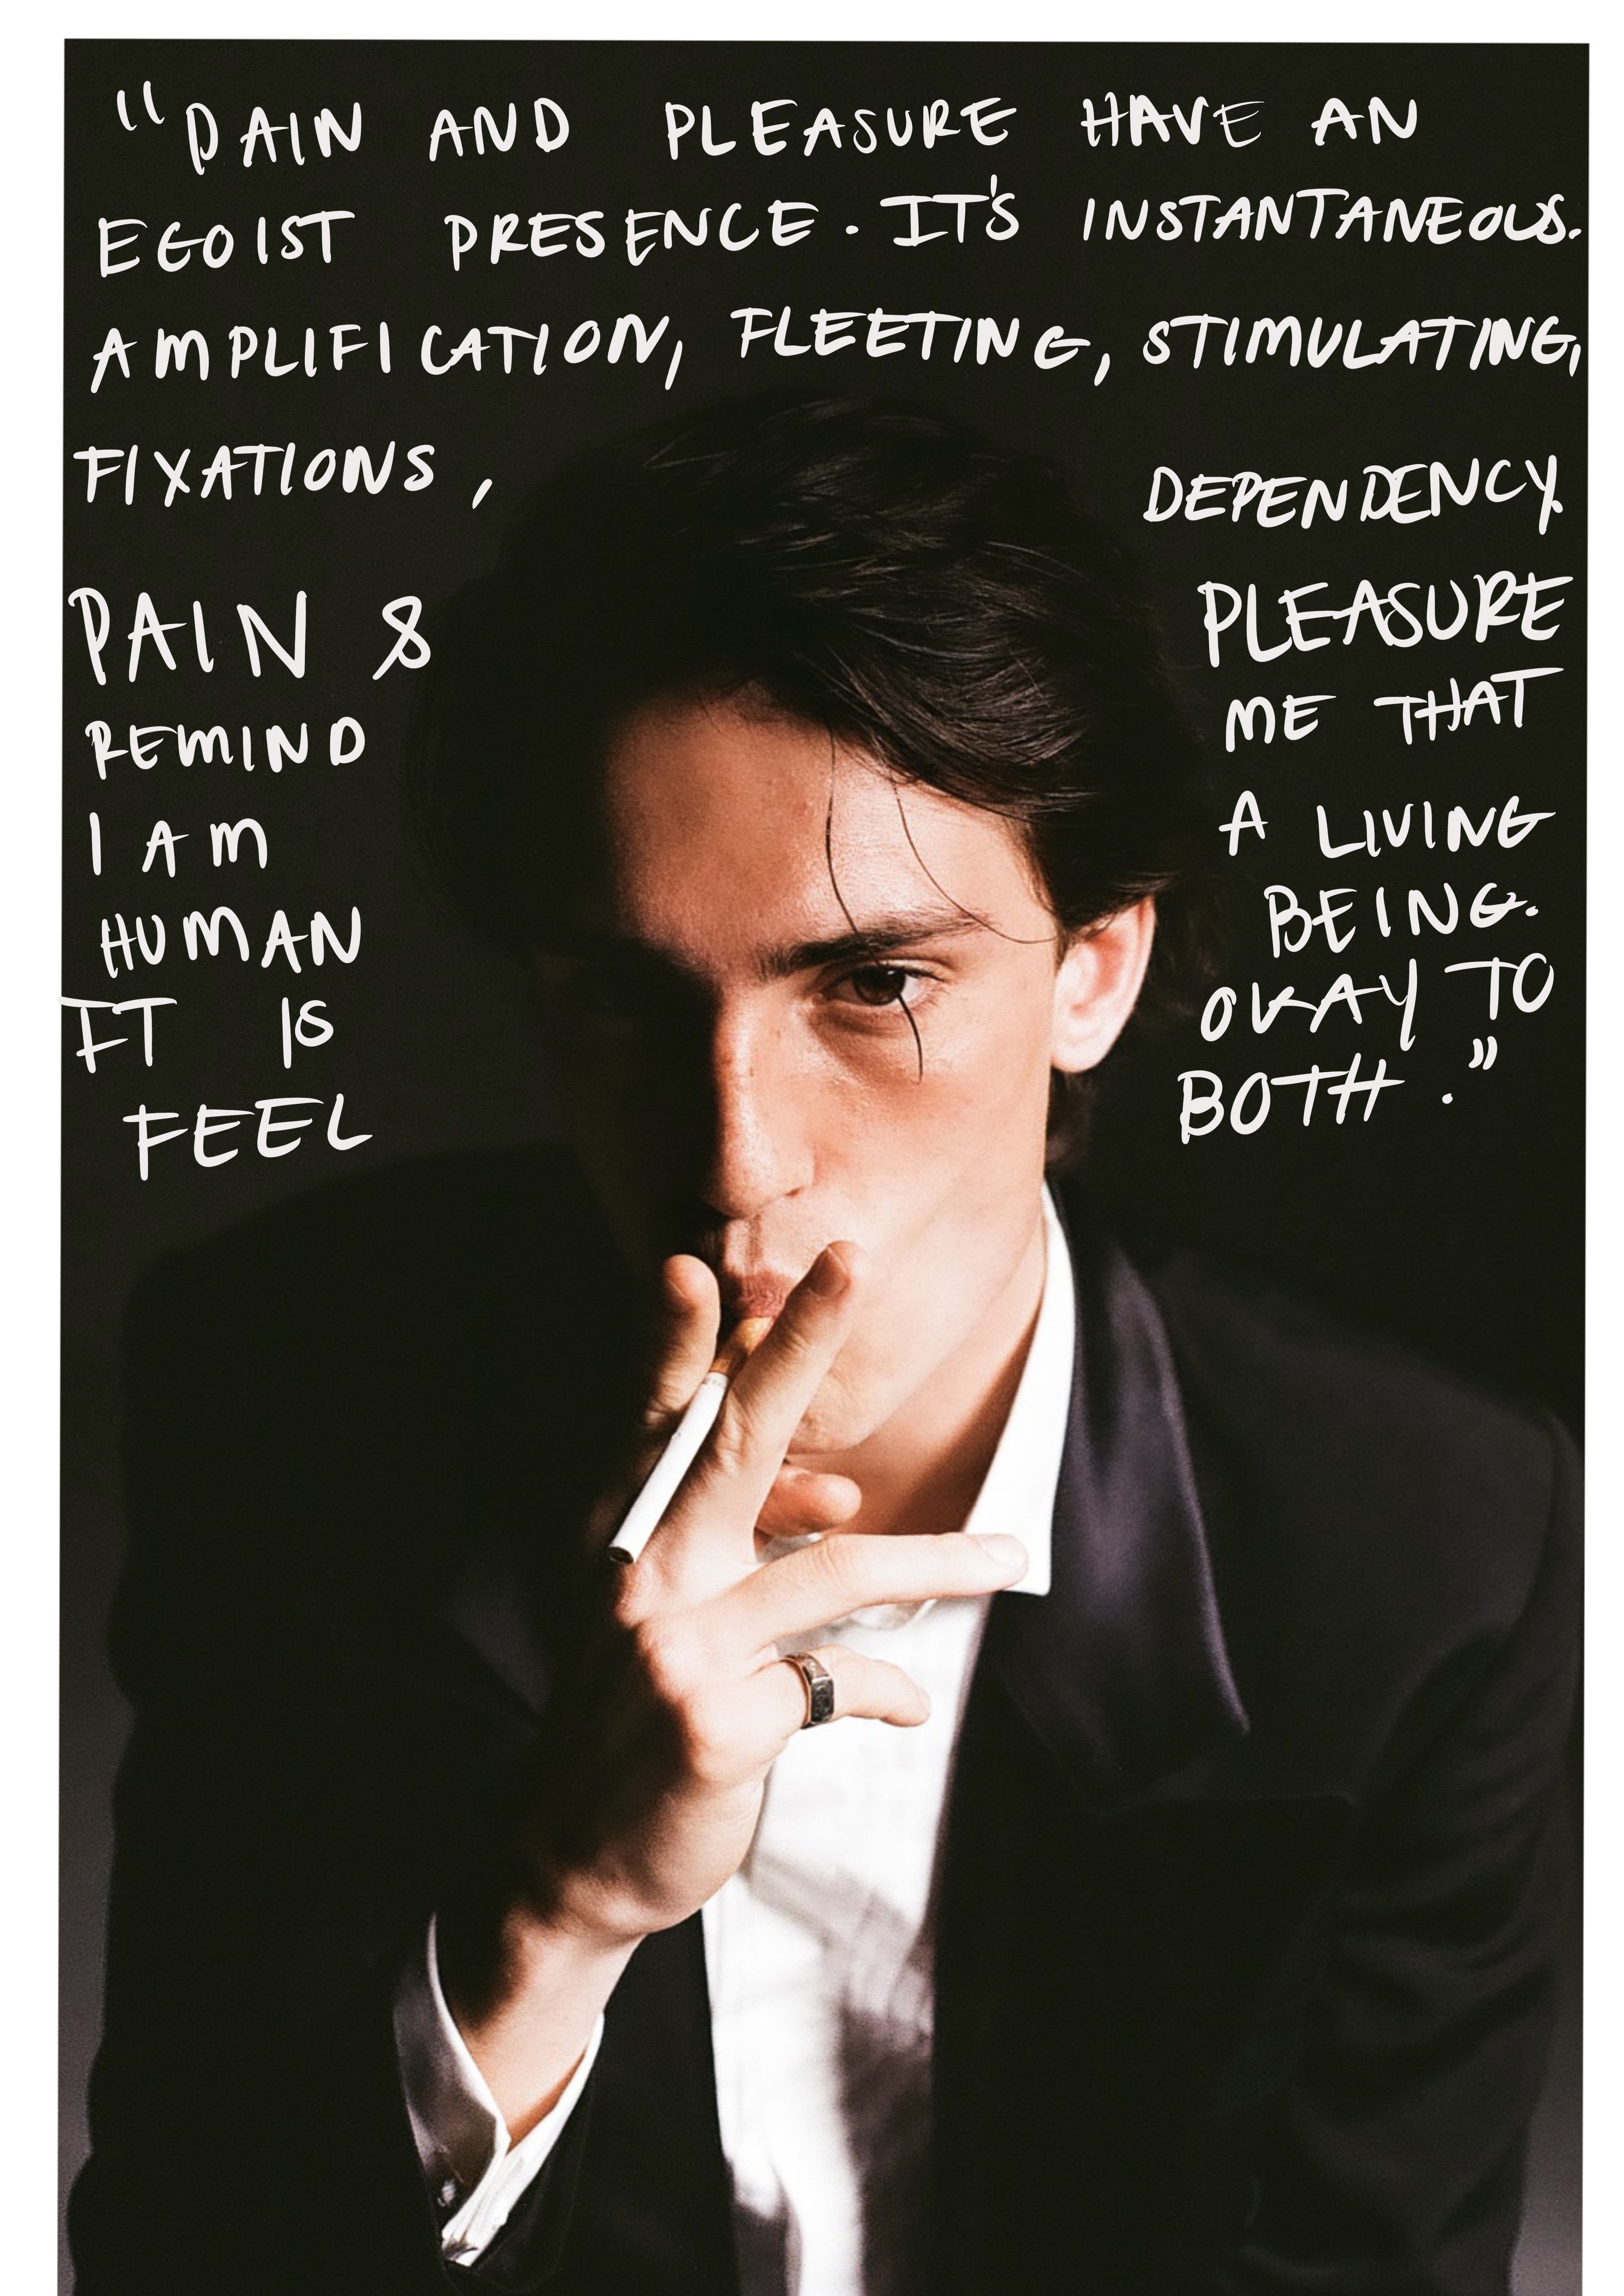 "PAIN AND PLEASURE HAVE AN
EGOIST PRESENCE. IT'S INSTANTANEOUS.
AMPLIFICATION, FLEETING, STIMULATING,
FIXATIONS, DEPENDENCY.
PAIN & PLEASURE
REMIND ME THAT
I AM A LIVING
HUMAN BEING.
IT IS OKAY TO
FEEL BOTH."